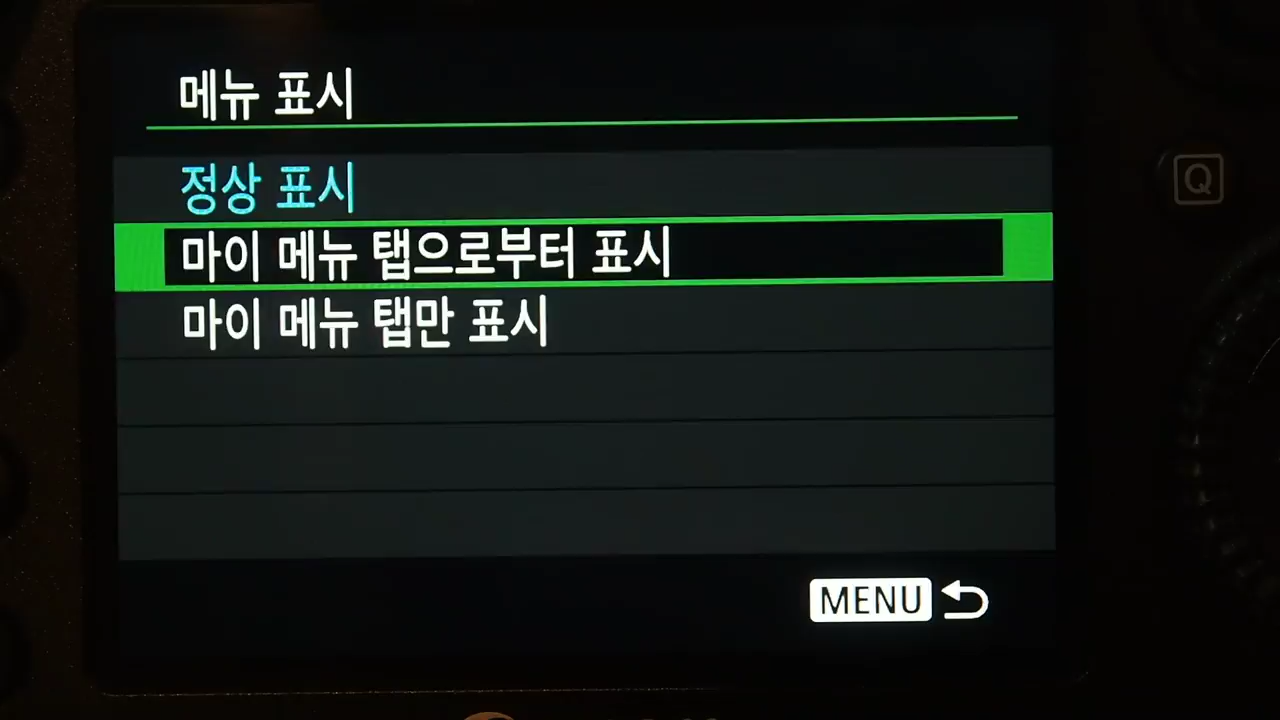 메뉴 표시
정상 표시
마이 메뉴 탭으로부터 표시
마이 메뉴 탭만 표시
MENU
Q